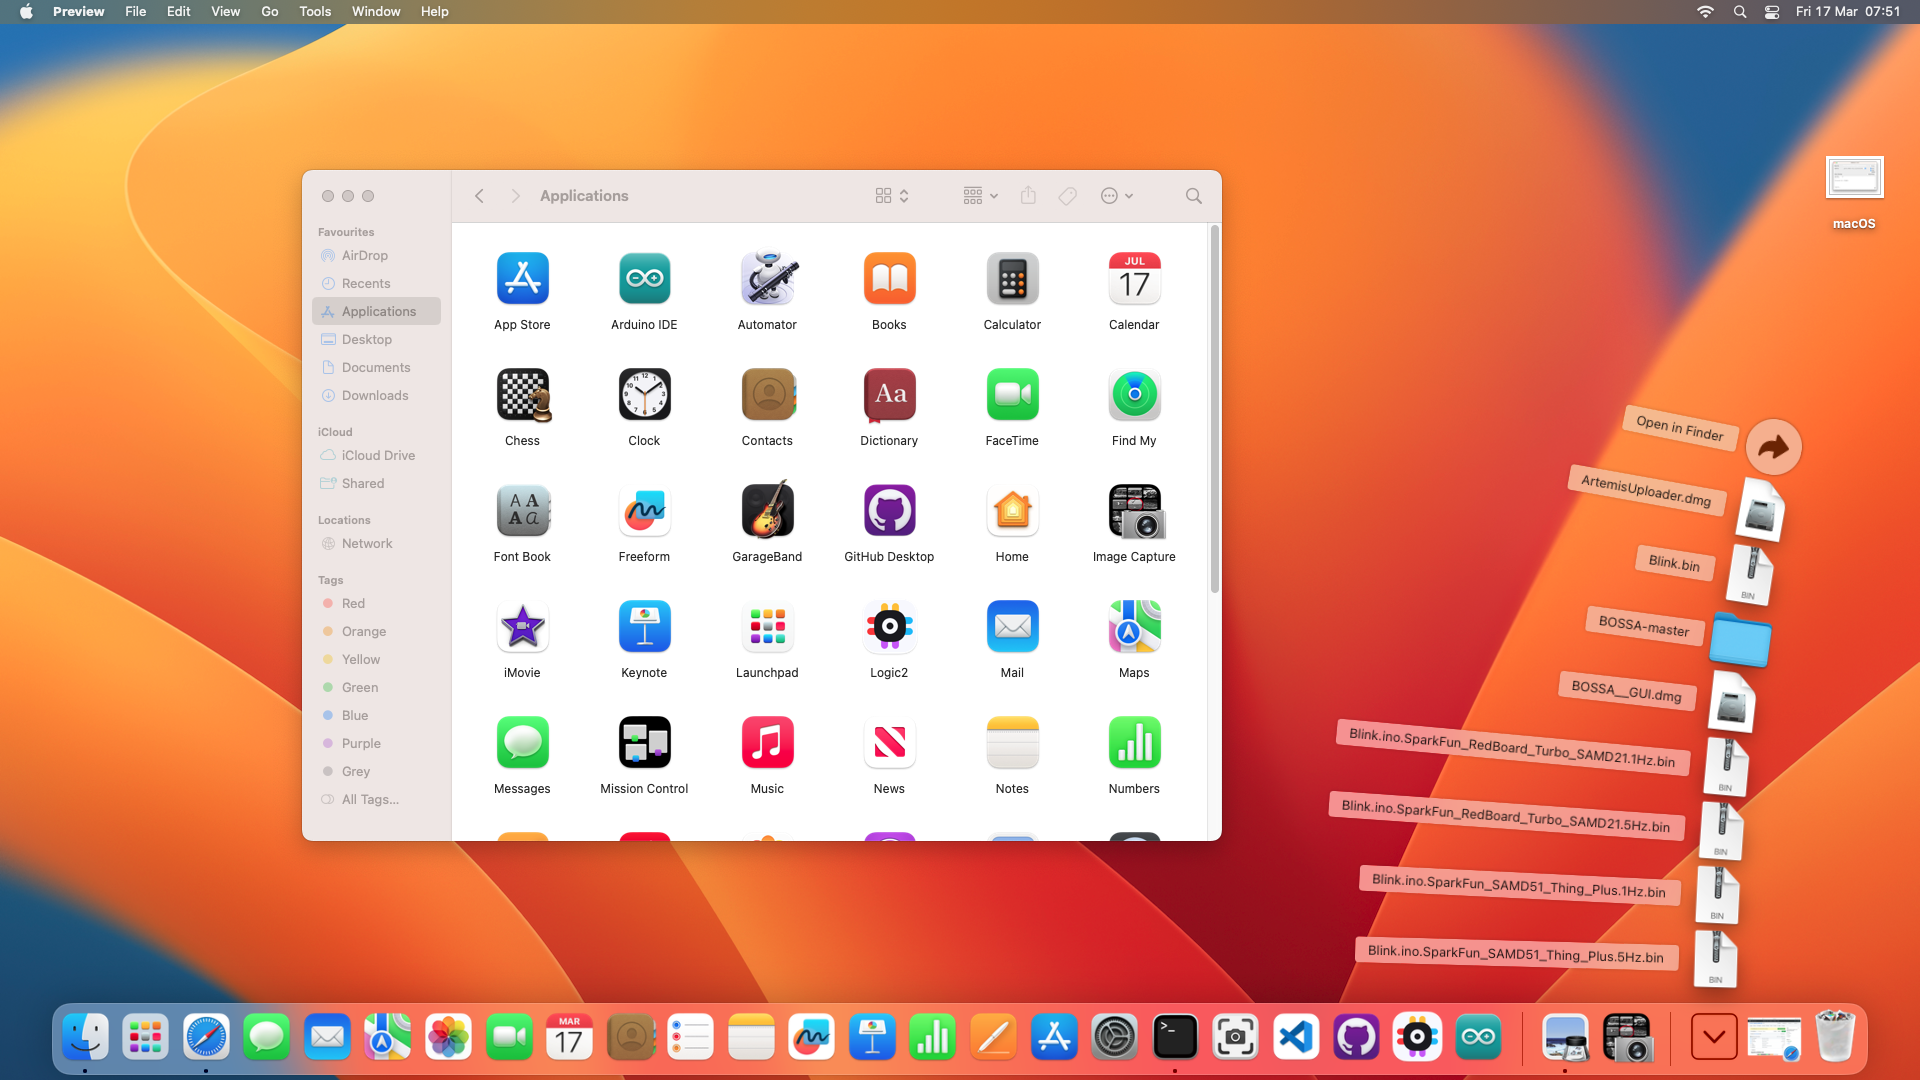 Preview File Edit View Go Tools Window Help
Fri 17 Mar 07:51
Applications
Favourites
AirDrop
Recents
Applications
Desktop
Documents
Downloads
iCloud
iCloud Drive
Shared
Locations
Network
Tags
Red
Orange
Yellow
Green
Blue
Purple
Grey
All Tags...
JUL
17
App Store Arduino IDE Automator Books Calculator Calendar
Aa
Chess Clock Contacts Dictionary FaceTime Find My
A A
A a
Font Book Freeform GarageBand GitHub Desktop Home Image Capture
iMovie Keynote Launchpad Logic2 Mail Maps
Messages Mission Control Music News Notes Numbers
macOS
Open in Finder
ArtemisUploader.dmg
Blink.bin
BIN
BOSSA-master
BOSSA__GUI.dmg
Blink.ino.SparkFun_RedBoard_Turbo_SAMD21.1Hz.bin
BIN
Blink.ino.SparkFun_RedBoard_Turbo_SAMD21.5Hz.bin
BIN
Blink.ino.SparkFun_SAMD51_Thing_Plus.1Hz.bin
BIN
Blink.ino.SparkFun_SAMD51_Thing_Plus.5Hz.bin
BIN
MAR
17
>_